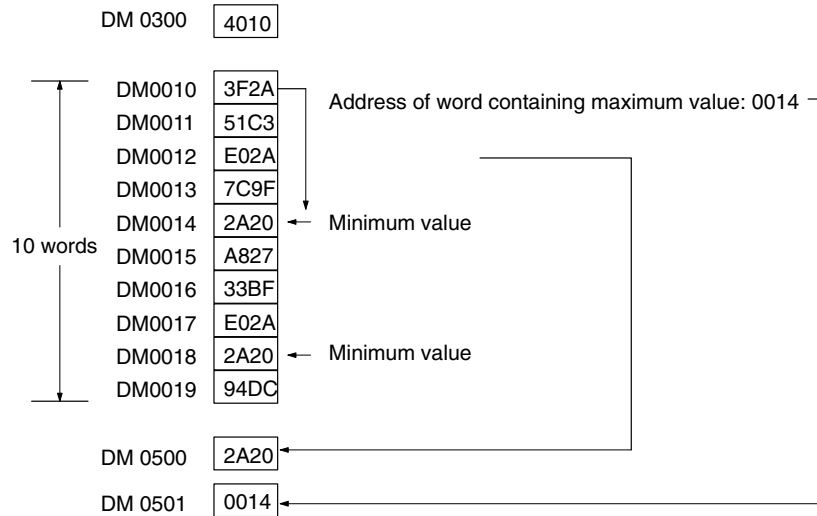 DM 0300 4010
DM0010 3F2A
Address of word containing maximum value: 0014
DM0011 51C3
DM0012 E02A
DM0013 7C9F
DM0014 2A20 Minimum value
10 words DM0015 A827
DM0016 33BF
DM0017 E02A
DM0018 2A20 Minimum value
DM0019 94DC
DM 0500 2A20
DM 0501 0014